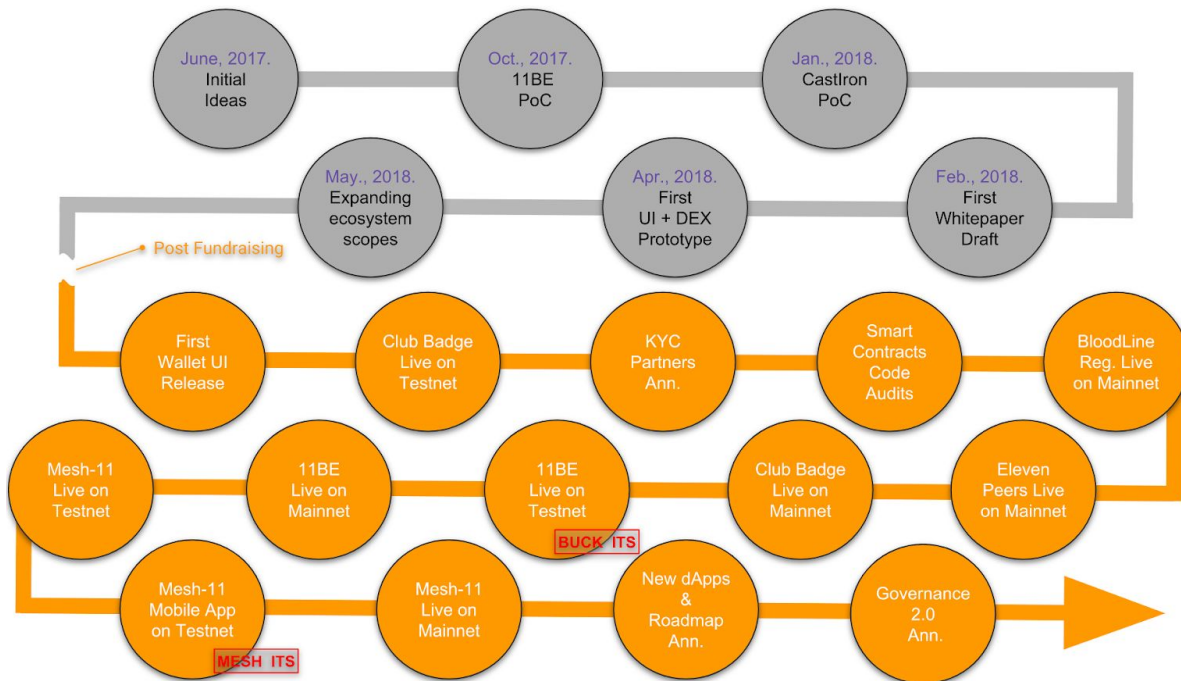 June, 2017.
Initial
Ideas
Oct., 2017.
11BE
PoC
Jan., 2018.
CastIron
PoC
Feb., 2018.
First
Whitepaper
Draft
Apr., 2018.
First
UI + DEX
Prototype
May., 2018.
Expanding
ecosystem
scopes
Post Fundraising
First
Wallet UI
Release
Club Badge
Live on
Testnet
KYC
Partners
Ann.
Smart
Contracts
Code
Audits
BloodLine
Reg. Live
on Mainnet
Eleven
Peers Live
on Mainnet
Club Badge
Live on
Mainnet
11BE
Live on
Testnet
BUCK ITS
11BE
Live on
Mainnet
Mesh-11
Live on
Testnet
Mesh-11
Mobile App
on Testnet
MESH ITS
Mesh-11
Live on
Mainnet
New dApps
&
Roadmap
Ann.
Governance
2.0
Ann.